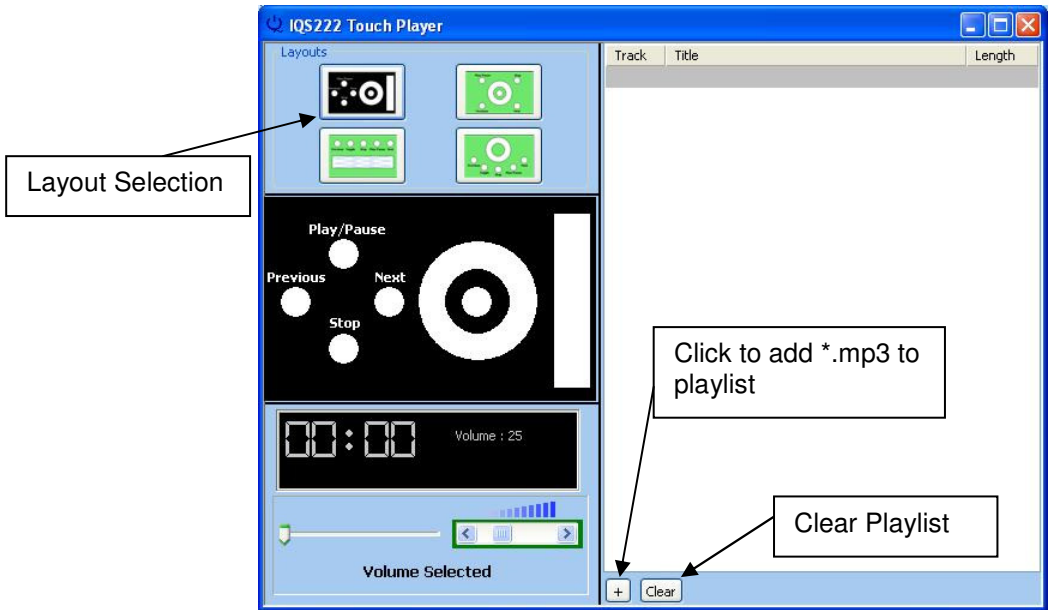 IQS222 Touch Player
Layouts
Track Title Length
Layout Selection
Play/Pause
Previous Next
Stop
Click to add *.mp3 to
playlist
00:00 Volume : 25
Clear Playlist
Volume Selected
+ Clear